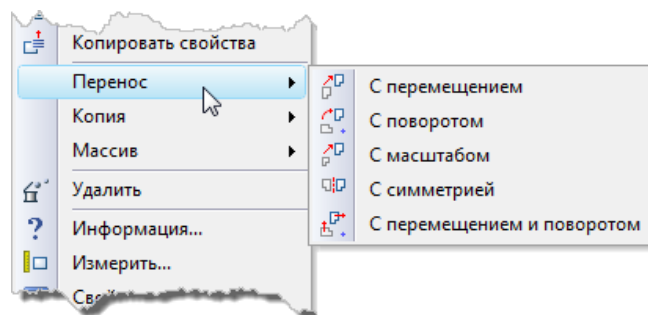 Копировать свойства
Перенос
Копия
Массив
Удалить
Информация...
Измерить...
С перемещением
С поворотом
С масштабом
С симметрией
С перемещением и поворотом